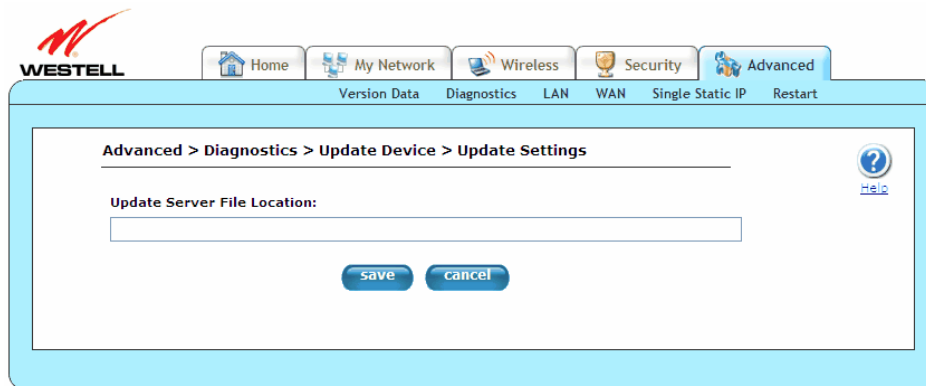 WESTELL
Home My Network Wireless Security Advanced
Version Data Diagnostics LAN WAN Single Static IP Restart
Advanced > Diagnostics > Update Device > Update Settings
Help
Update Server File Location:
save cancel